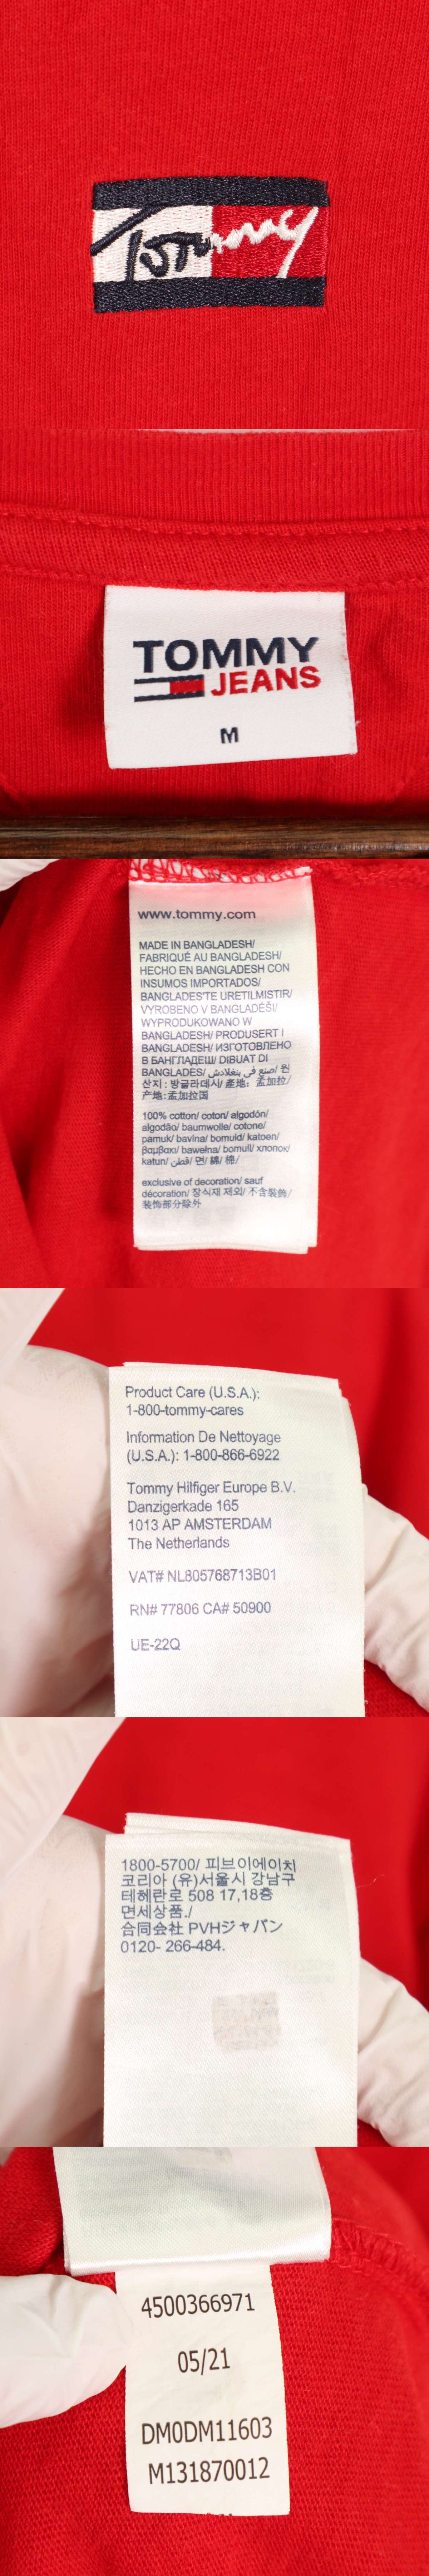 Tommy
TOMMY
JEANS
M
www.tommy.com
MADE IN BANGLADESH/
FABRIQUÉ AU BANGLADESH/
HECHO EN BANGLADESH CON
INSUMOS IMPORTADOS/
BANGLADEŞ'TE ÜRETİLMİŞTİR/
VYROBENO V BANGLADÉŠI/
WYPRODUKOWANO W
BANGLADESH/ PRODUSERT I
BANGLADESH/ ИЗГОТОВЛЕНО
В БАНГЛАДЕШ/ DIBUAT DI
BANGLADES/ صنع في بنغلادش/ 원
산지: 방글라데시/ 產地: 孟加拉/
产地:孟加拉国
100% cotton/ coton/ algodón/
algodão/ baumwolle/ cotone/
pamuk/ bavlna/ bomuld/ katoen/
βαμβακι/ bawełna/ bomull/ хлопок/
katun/ قطن/ 면/ 綿/ 棉/
exclusive of decoration/ sauf
décoration/ 장식재 제외/ 不含裝飾/
装饰部分除外
Product Care (U.S.A.):
1-800-tommy-cares
Information De Nettoyage
(U.S.A.): 1-800-866-6922
Tommy Hilfiger Europe B.V.
Danzigerkade 165
1013 AP AMSTERDAM
The Netherlands
VAT# NL805768713B01
RN# 77806 CA# 50900
UE-22Q
1800-5700/ 피브이에이치
코리아 (유)서울시 강남구
테헤란로 508 17,18층
면세상품./
合同会社 PVHジャパン
0120- 266-484.
4500366971
05/21
DM0DM11603
M131870012